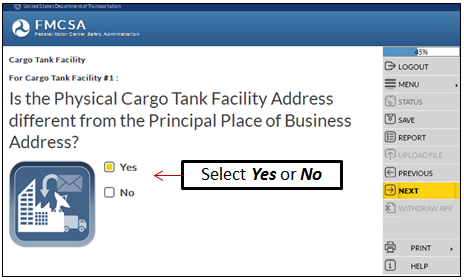 United States Department of Transportation
FMCSA
Federal Motor Carrier Safety Administration
Cargo Tank Facility
For Cargo Tank Facility #1 :
Is the Physical Cargo Tank Facility Address
different from the Principal Place of Business
Address?
Yes
No
Select Yes or No
45%
LOGOUT
MENU
STATUS
SAVE
REPORT
UPLOAD FILE
PREVIOUS
NEXT
WITHDRAW APP
PRINT
HELP